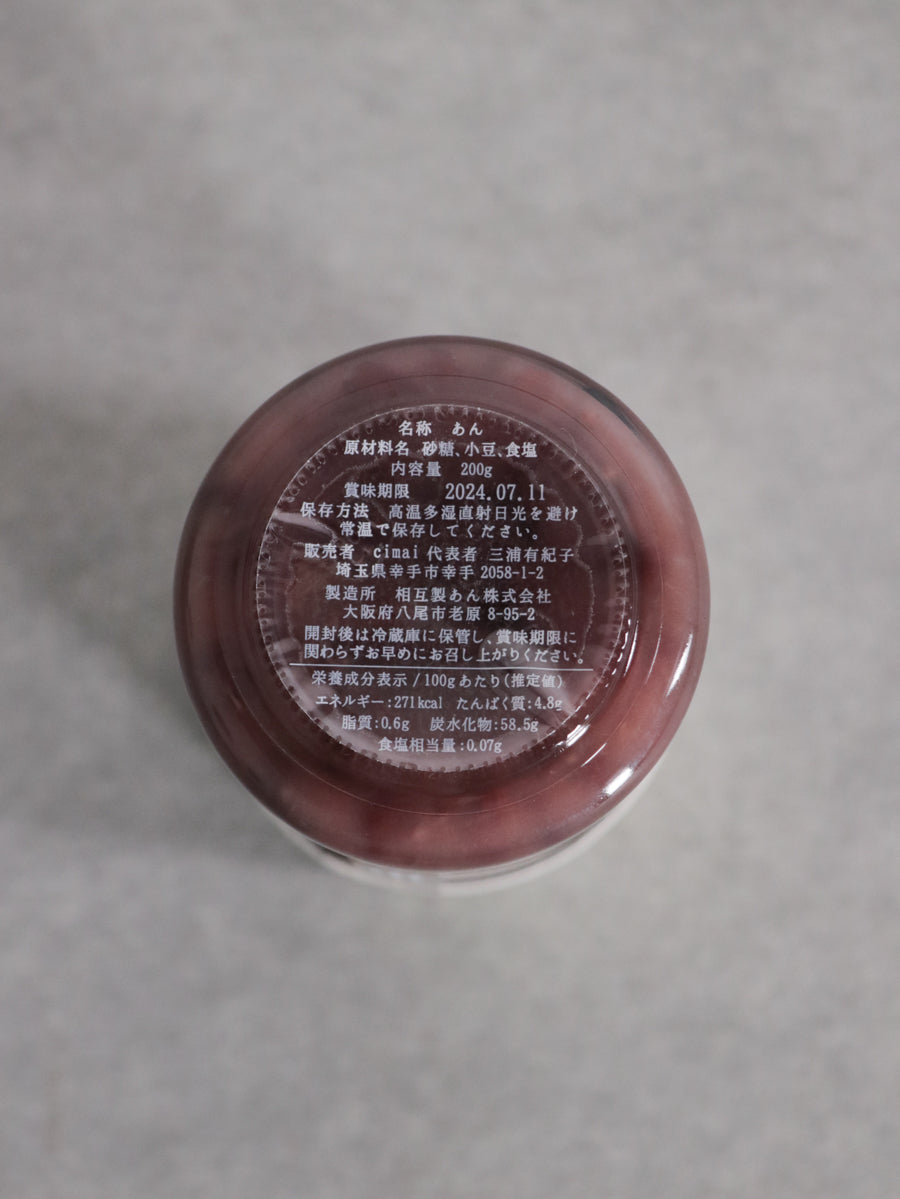 名称　あん
原材料名　砂糖、小豆、食塩
内容量　200g
賞味期限　2024.07.11
保存方法　高温多湿直射日光を避け
常温で保存してください。
販売者　cimai 代表者 三浦有紀子
埼玉県幸手市幸手 2058-1-2
製造所　相互製あん株式会社
大阪府八尾市老原 8-95-2
開封後は冷蔵庫に保管し、賞味期限に
関わらずお早めにお召し上がりください。
栄養成分表示 / 100gあたり(推定値)
エネルギー:271kcal　たんぱく質:4.8g
脂質:0.6g　炭水化物:58.5g
食塩相当量:0.07g